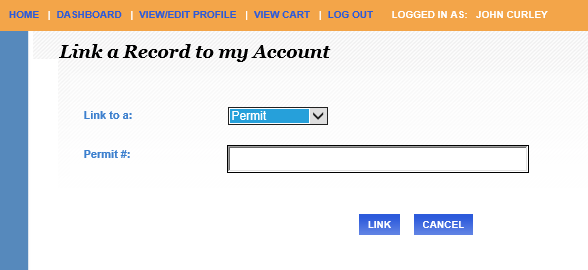 HOME | DASHBOARD | VIEW/EDIT PROFILE | VIEW CART | LOG OUT LOGGED IN AS: JOHN CURLEY
Link a Record to my Account
Link to a: Permit
Permit #:
LINK CANCEL